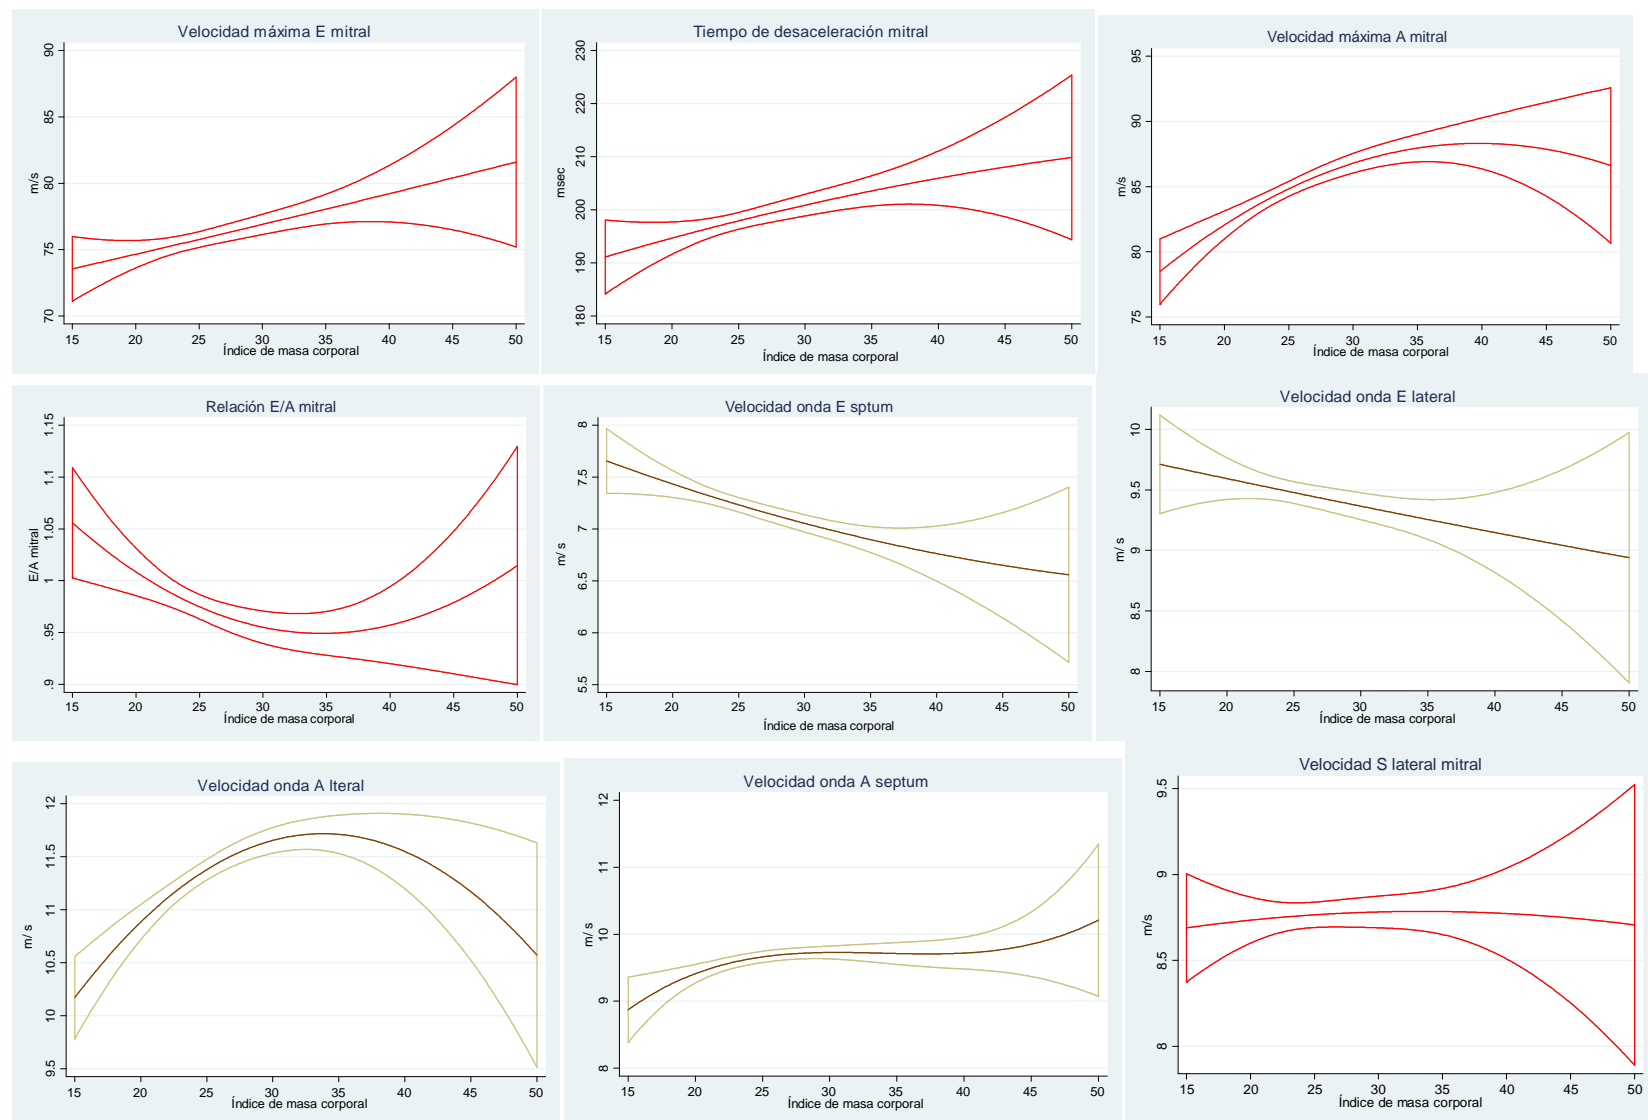 Velocidad máxima E mitral
90
85
80
75
70
m/s
15 20 25 30 35 40 45 50
Índice de masa corporal
Tiempo de desaceleración mitral
230
220
210
200
190
180
msec
15 20 25 30 35 40 45 50
Índice de masa corporal
Velocidad máxima A mitral
95
90
85
80
75
m/s
15 20 25 30 35 40 45 50
Índice de masa corporal
Relación E/A mitral
1.15
1.1
1.05
1
.95
.9
E/A mitral
15 20 25 30 35 40 45 50
Índice de masa corporal
Velocidad onda E sptum
8
7.5
7
6.5
6
5.5
m/ s
15 20 25 30 35 40 45 50
Índice de masa corporal
Velocidad onda E lateral
10
9.5
9
8.5
8
m/ s
15 20 25 30 35 40 45 50
Índice de masa corporal
Velocidad onda A lteral
12
11.5
11
10.5
10
9.5
m/ s
15 20 25 30 35 40 45 50
Índice de masa corporal
Velocidad onda A septum
12
11
10
9
8
m/ s
15 20 25 30 35 40 45 50
Índice de masa corporal
Velocidad S lateral mitral
9.5
9
8.5
8
m/s
15 20 25 30 35 40 45 50
Índice de masa corporal